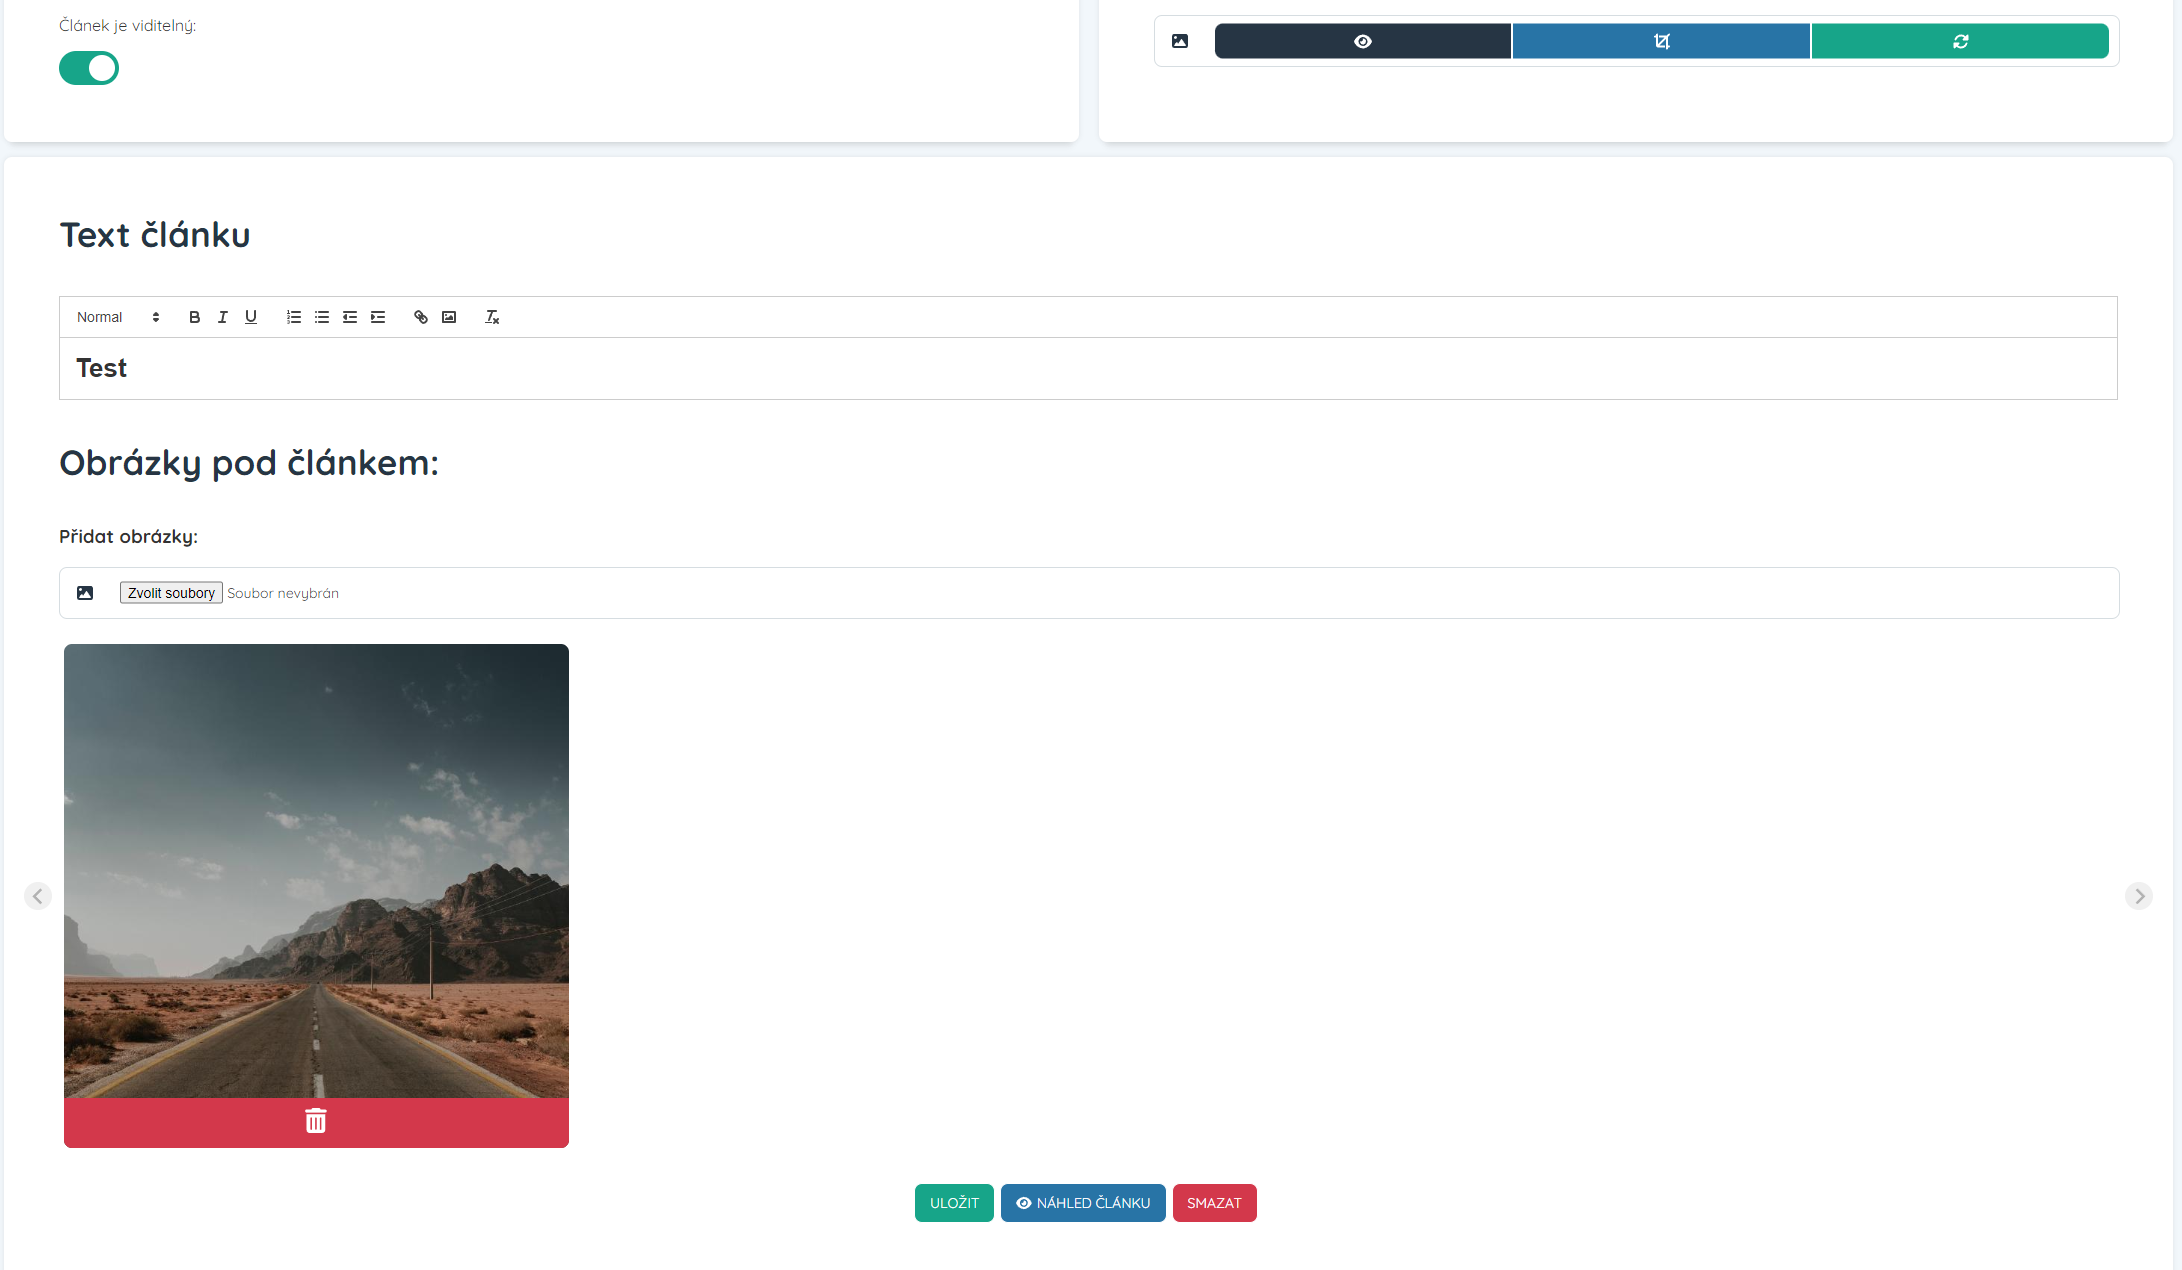 Článek je viditelný:
Text článku
Normal
Test
Obrázky pod článkem:
Přidat obrázky:
Zvolit soubory Soubor nevybrán
ULOŽIT NÁHLED ČLÁNKU SMAZAT